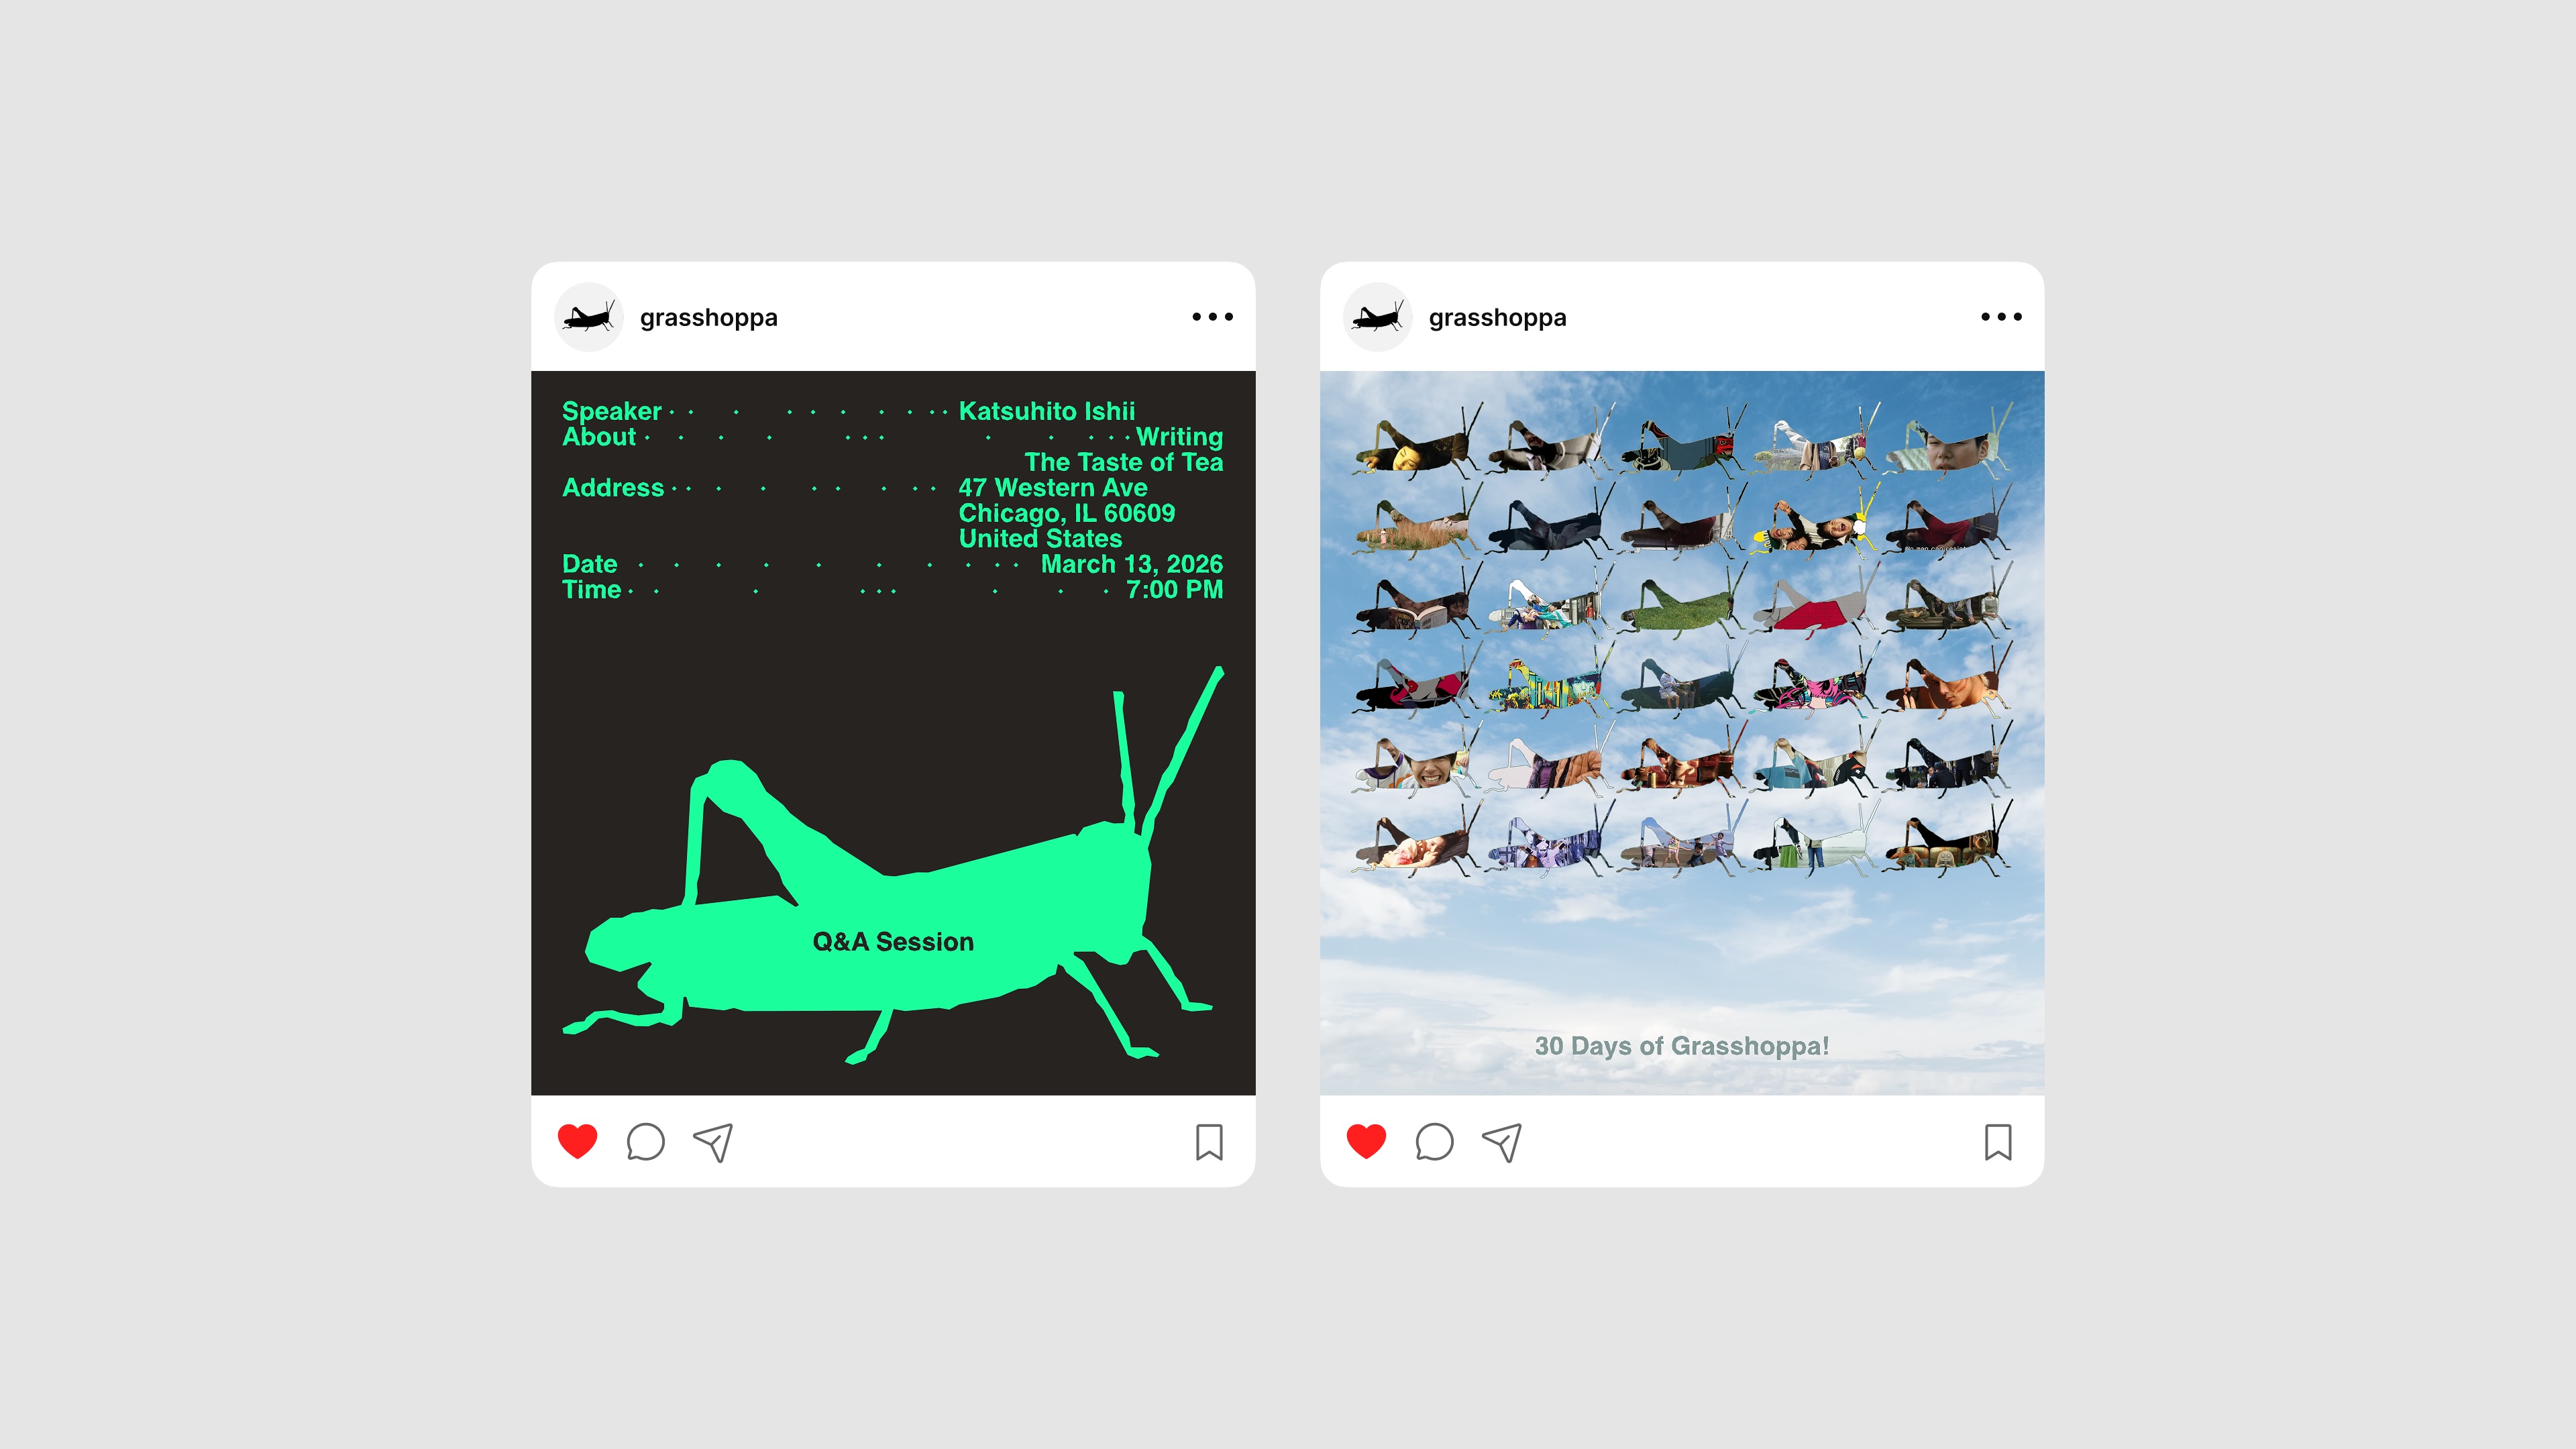 grasshoppa
Speaker Katsuhito Ishii
About Writing
The Taste of Tea
Address 47 Western Ave
Chicago, IL 60609
United States
Date March 13, 2026
Time 7:00 PM
Q&A Session
grasshoppa
30 Days of Grasshoppa!